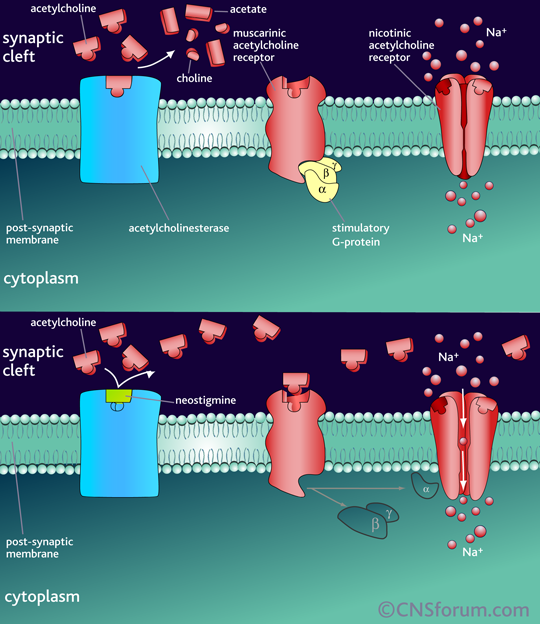 acetylcholine
acetate
synaptic
cleft
choline
muscarinic
acetylcholine
receptor
nicotinic
acetylcholine
receptor
Na⁺
γ
β
α
post-synaptic
membrane
acetylcholinesterase
stimulatory
G-protein
Na⁺
cytoplasm
acetylcholine
synaptic
cleft
neostigmine
Na⁺
α
γ
β
post-synaptic
membrane
Na⁺
cytoplasm
©CNSforum.com